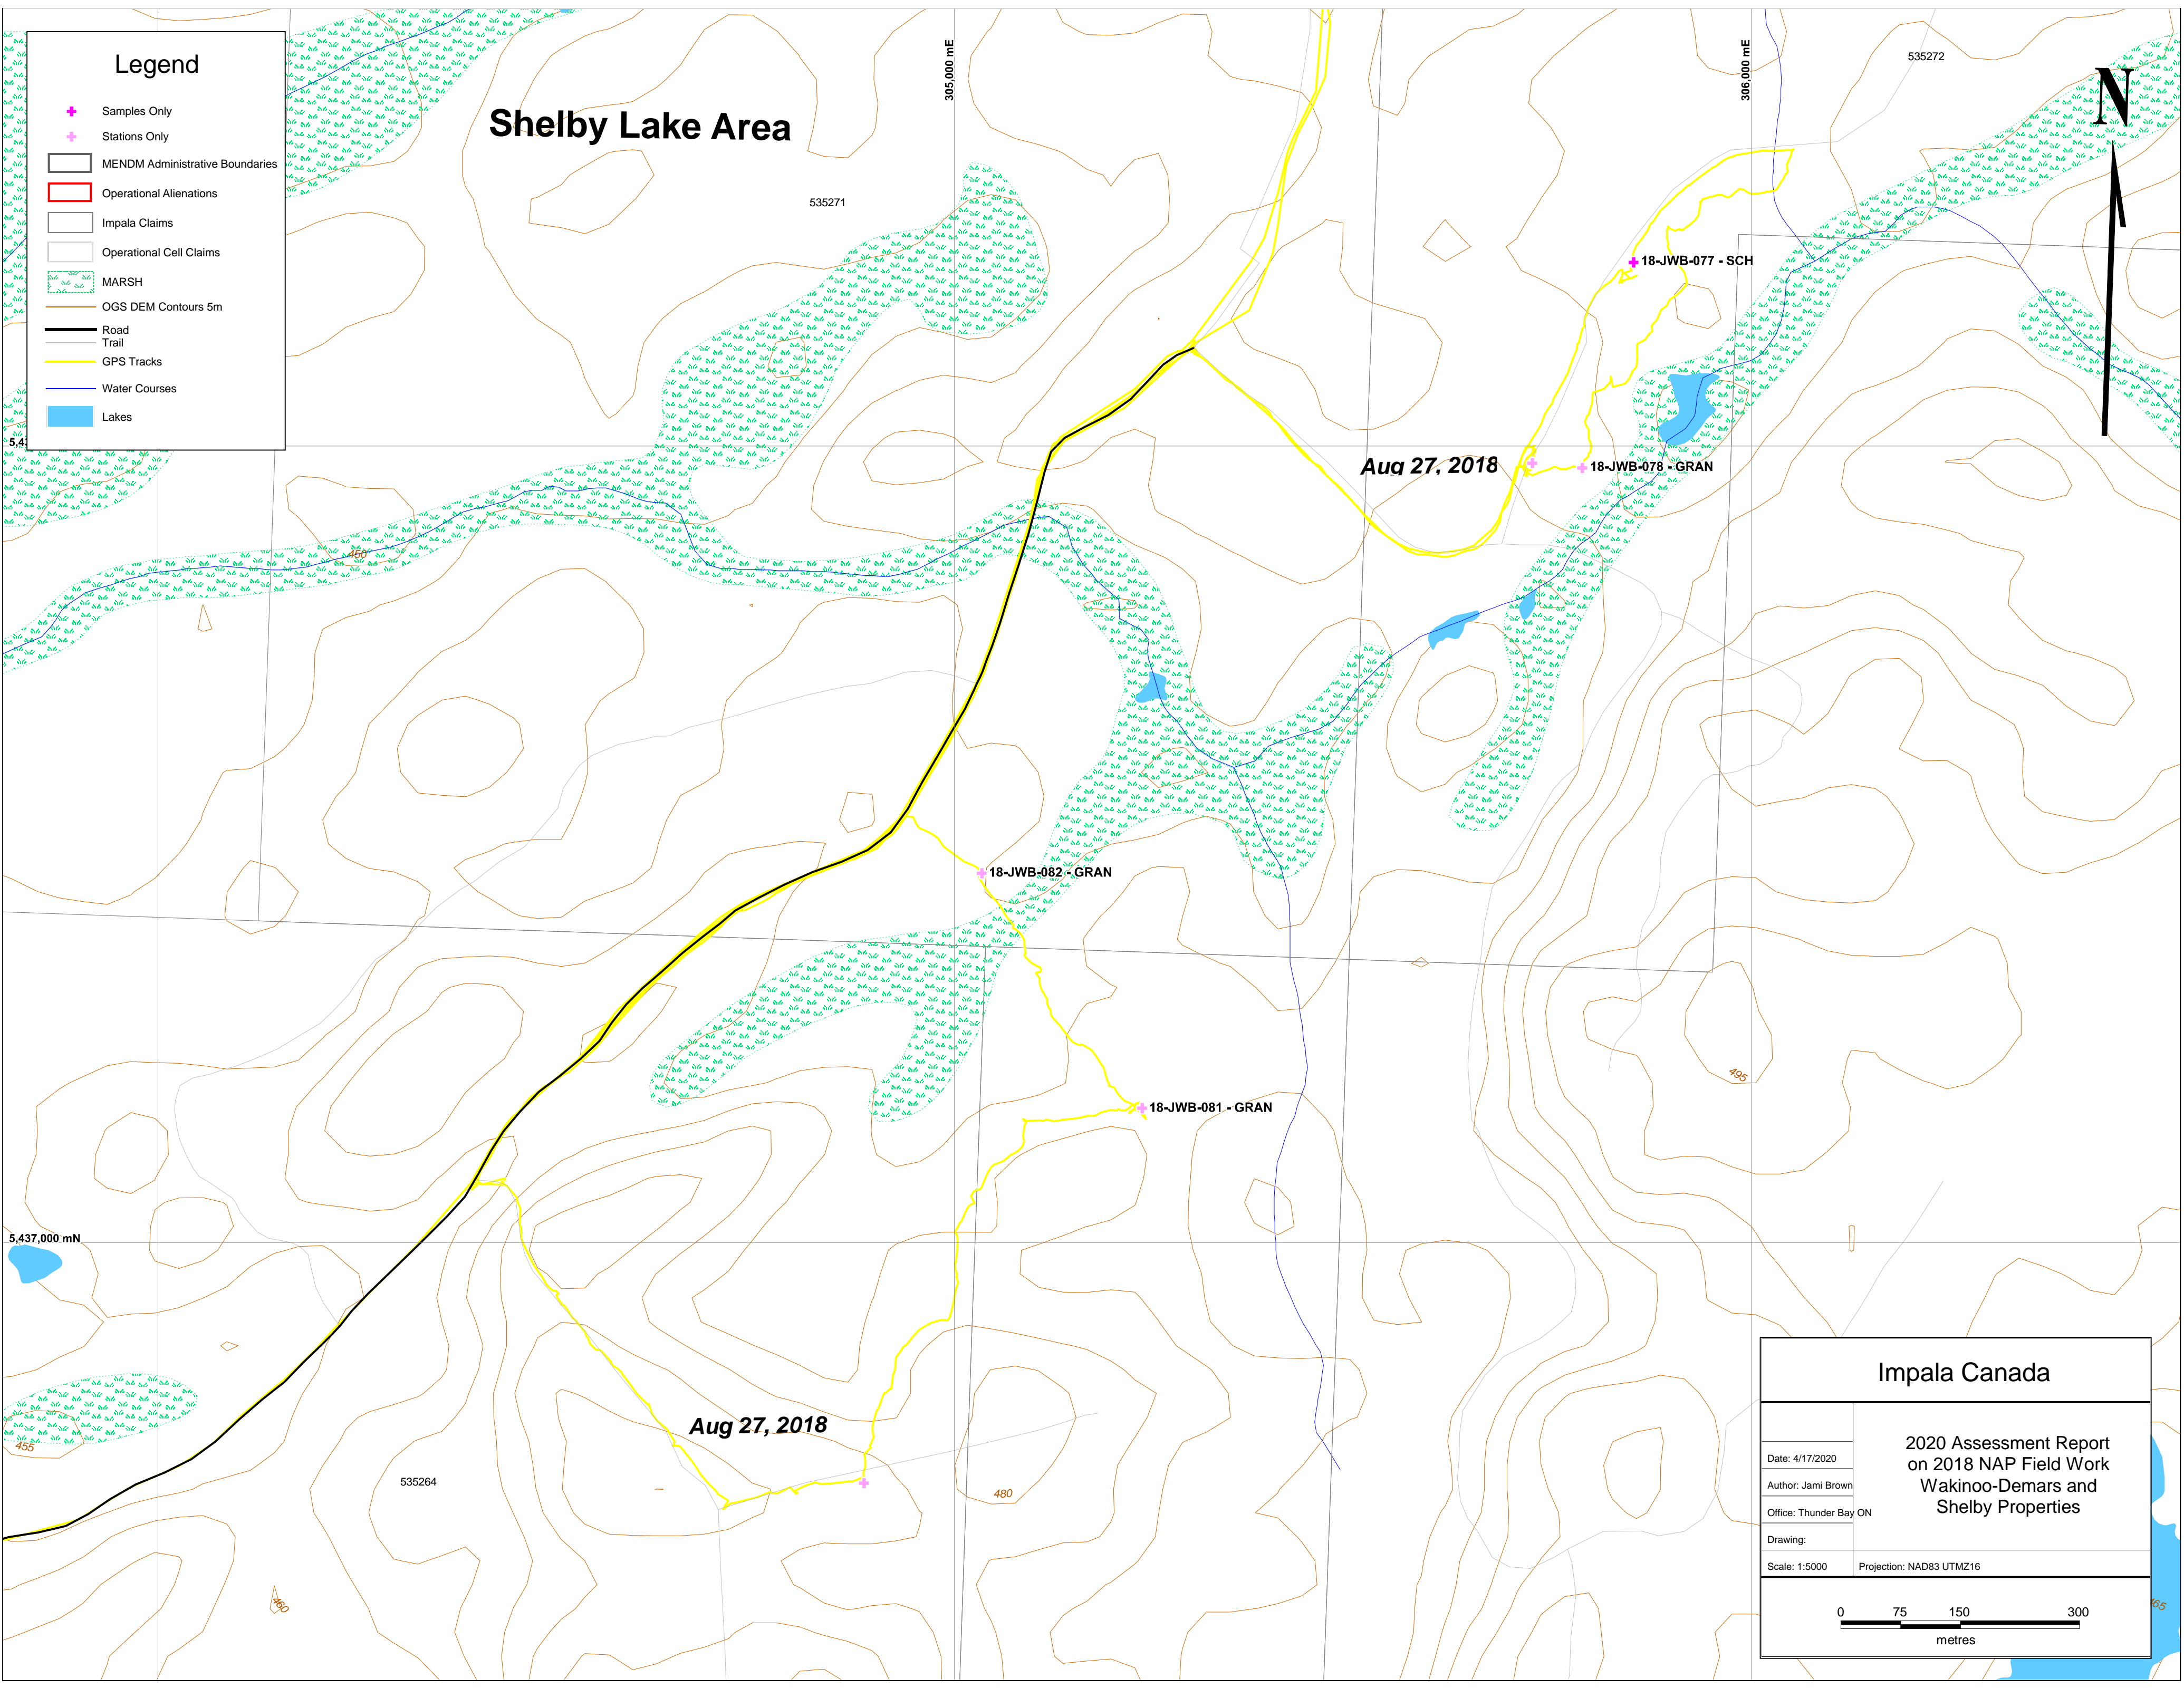 Legend
Samples Only
Stations Only
MENDM Administrative Boundaries
Operational Alienations
Impala Claims
Operational Cell Claims
MARSH
OGS DEM Contours 5m
Road
Trail
GPS Tracks
Water Courses
Lakes
Shelby Lake Area
305,000 mE
306,000 mE
535272
N
535271
18-JWB-077 - SCH
5,43
Aug 27, 2018
18-JWB-078 - GRAN
450
18-JWB-082 - GRAN
495
18-JWB-081 - GRAN
5,437,000 mN
Aug 27, 2018
455
535264
480
460
Impala Canada
2020 Assessment Report
on 2018 NAP Field Work
Wakinoo-Demars and
Shelby Properties
Date: 4/17/2020
Author: Jami Brown
Office: Thunder Bay ON
Drawing:
Scale: 1:5000
Projection: NAD83 UTMZ16
0 75 150 300
metres